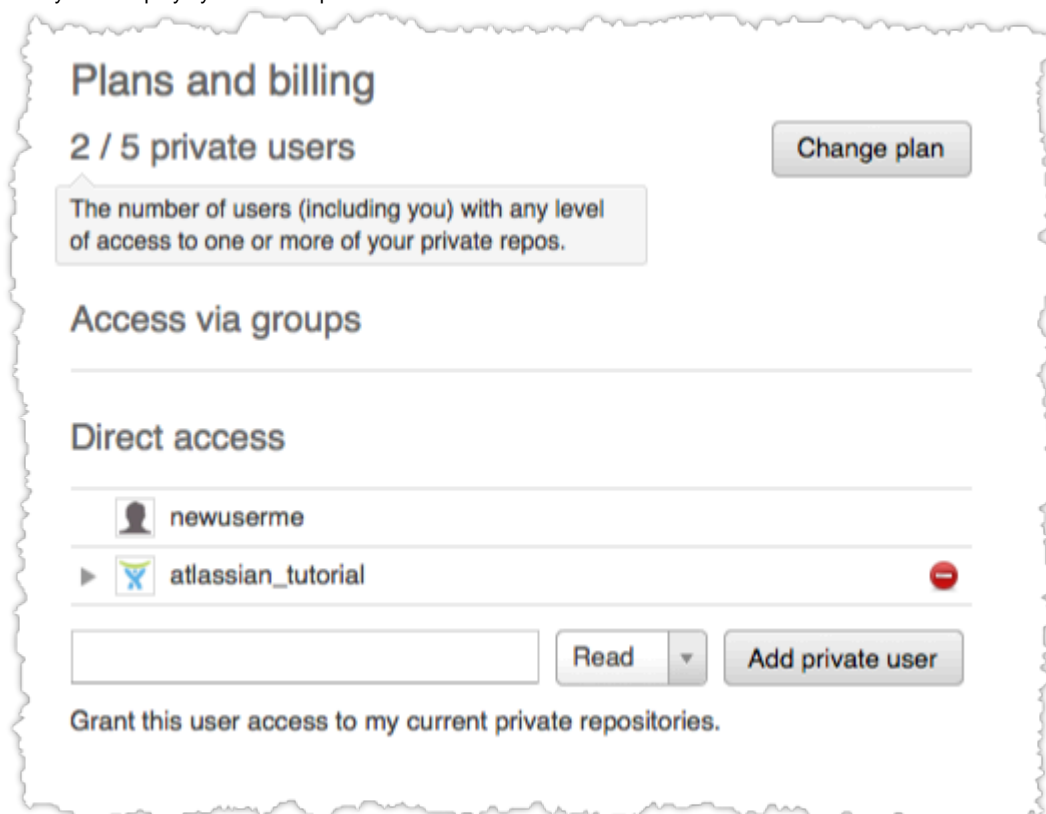 Plans and billing
2 / 5 private users
Change plan
The number of users (including you) with any level
of access to one or more of your private repos.
Access via groups
Direct access
newuserme
atlassian_tutorial
Read
Add private user
Grant this user access to my current private repositories.